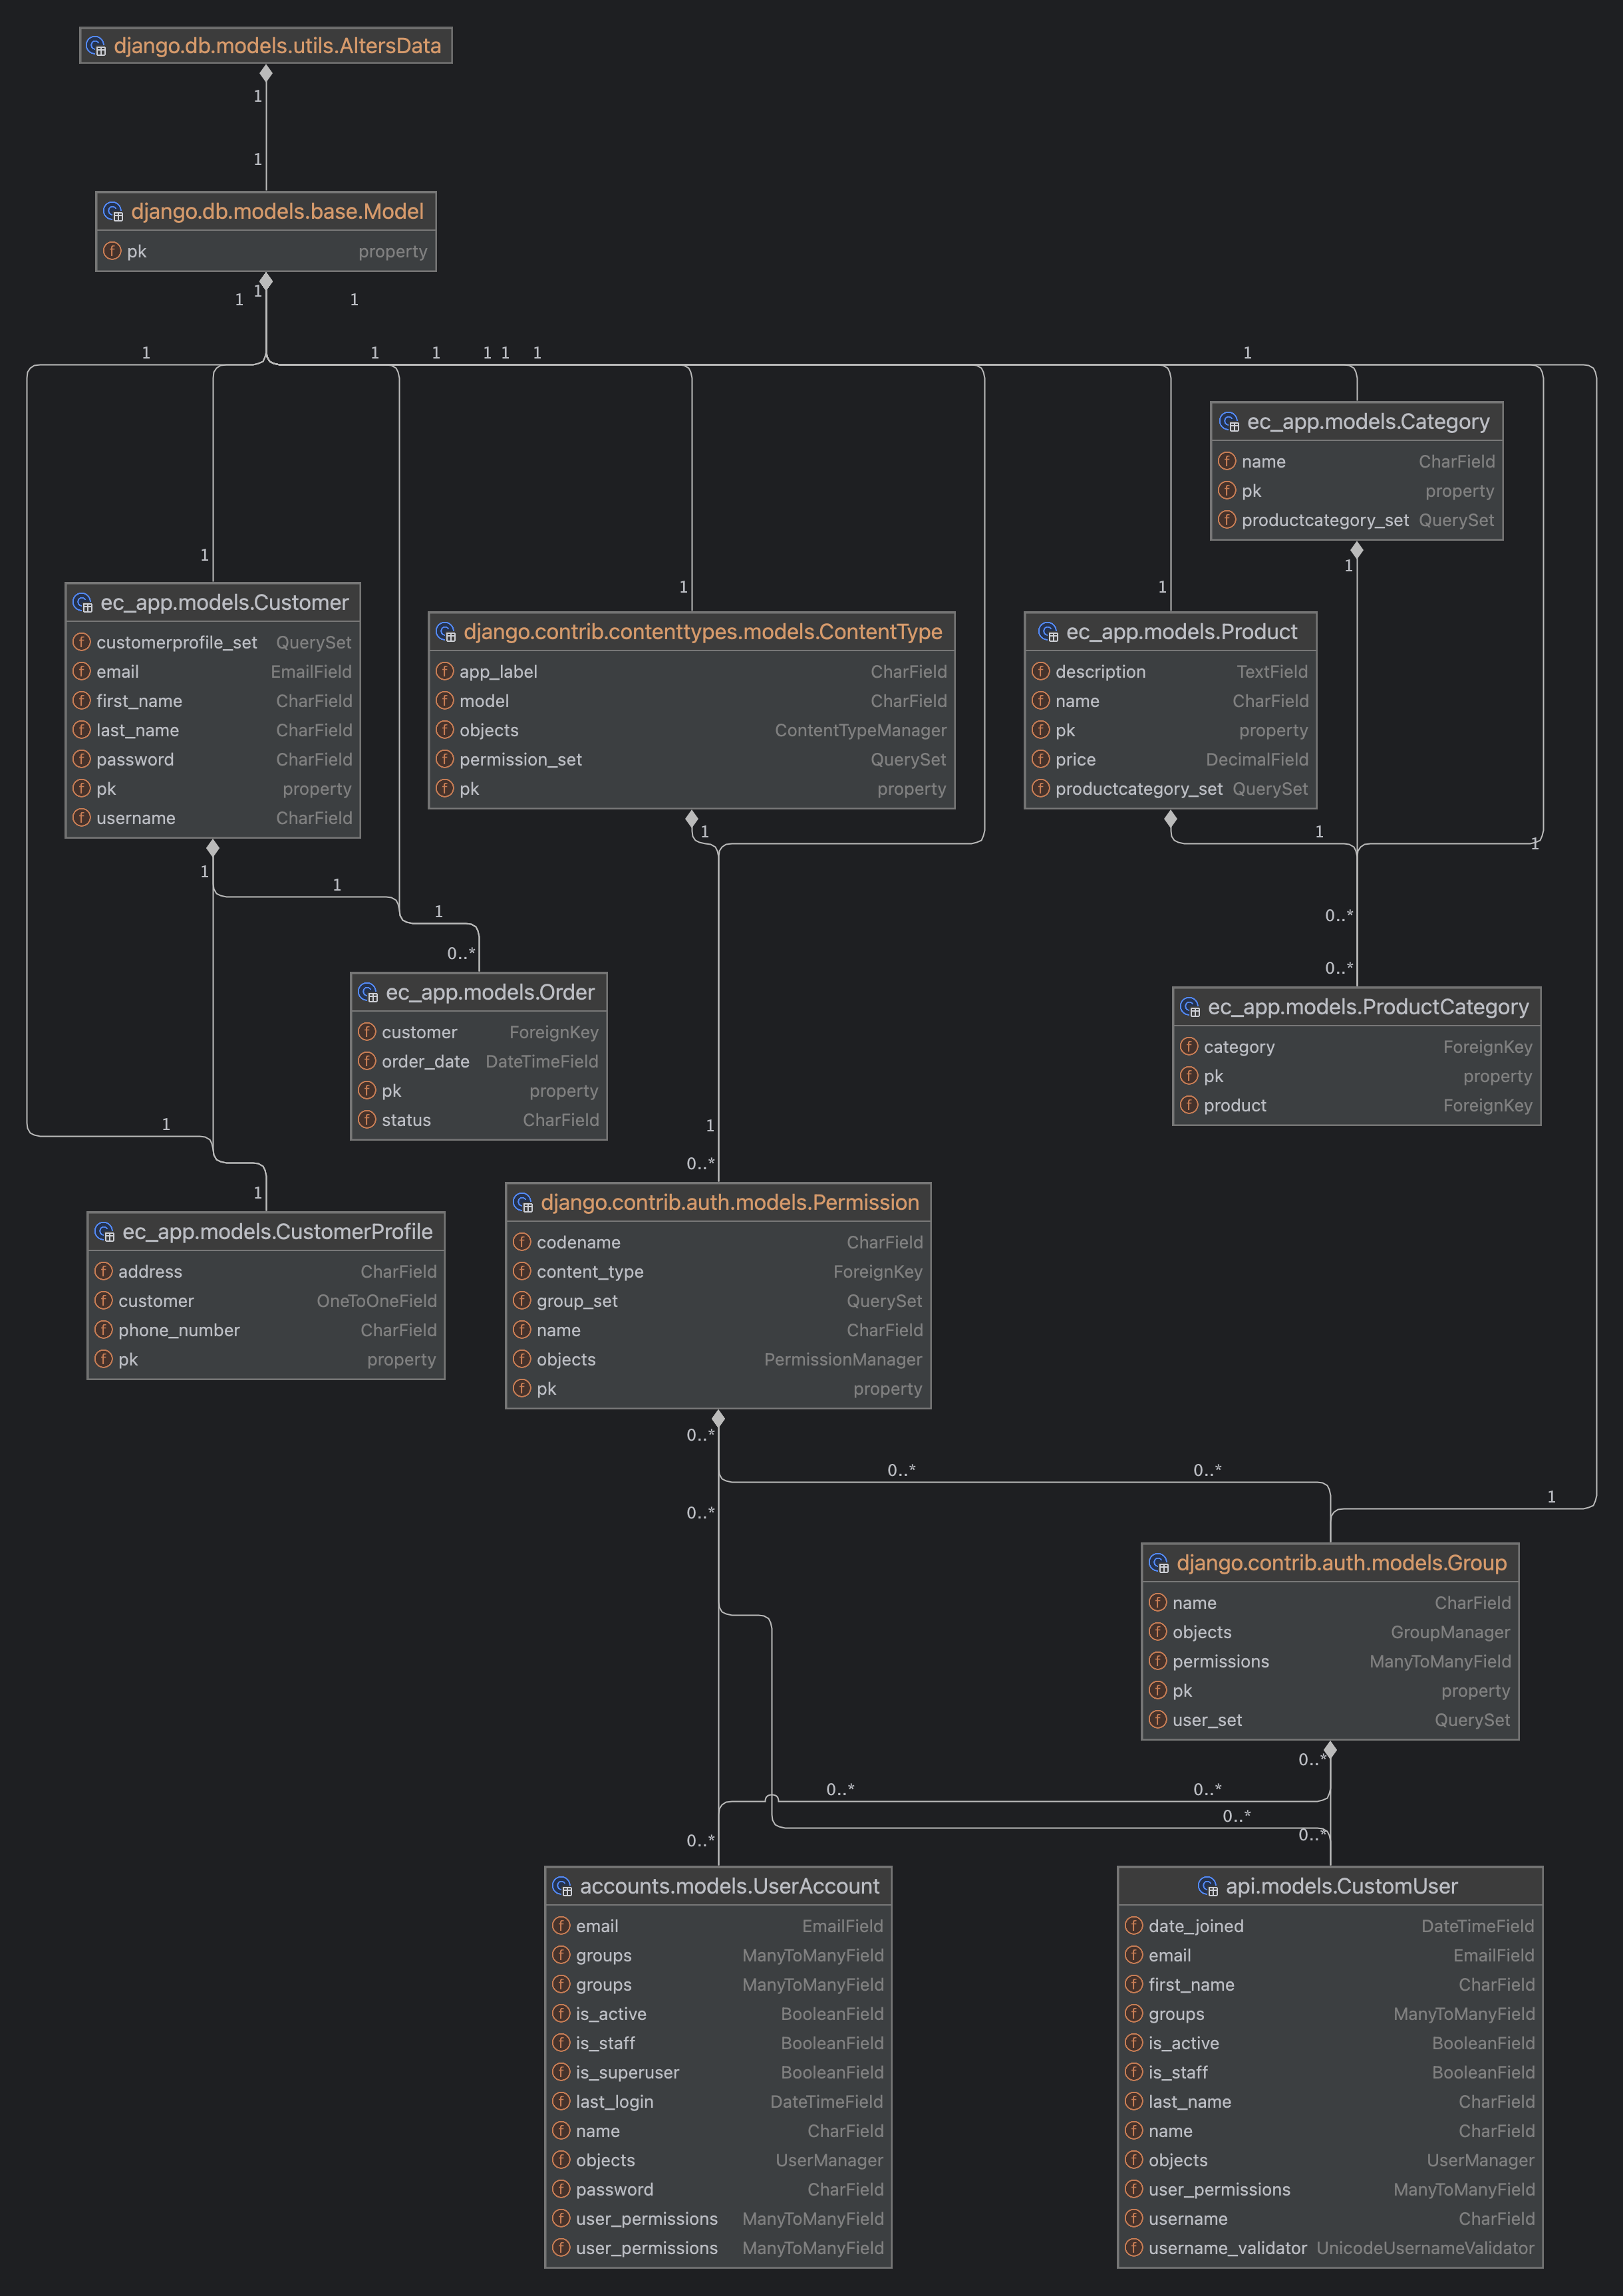 django.db.models.utils.AltersData
1
1
django.db.models.base.Model
pk property
1 1 1
1 1 1 1 1 1 1
ec_app.models.Category
name CharField
pk property
productcategory_set QuerySet
1
1
ec_app.models.Customer
customerprofile_set QuerySet
email EmailField
first_name CharField
last_name CharField
password CharField
pk property
username CharField
1
django.contrib.contenttypes.models.ContentType
app_label CharField
model CharField
objects ContentTypeManager
permission_set QuerySet
pk property
1
ec_app.models.Product
description TextField
name CharField
pk property
price DecimalField
productcategory_set QuerySet
1 1 1
1
1
1
0..*
0..*
0..*
ec_app.models.Order
customer ForeignKey
order_date DateTimeField
pk property
status CharField
ec_app.models.ProductCategory
category ForeignKey
pk property
product ForeignKey
1
1
0..*
1
ec_app.models.CustomerProfile
address CharField
customer OneToOneField
phone_number CharField
pk property
django.contrib.auth.models.Permission
codename CharField
content_type ForeignKey
group_set QuerySet
name CharField
objects PermissionManager
pk property
0..*
0..* 0..*
1
0..*
django.contrib.auth.models.Group
name CharField
objects GroupManager
permissions ManyToManyField
pk property
user_set QuerySet
0..*
0..* 0..*
0..*
0..* 0..*
accounts.models.UserAccount
email EmailField
groups ManyToManyField
groups ManyToManyField
is_active BooleanField
is_staff BooleanField
is_superuser BooleanField
last_login DateTimeField
name CharField
objects UserManager
password CharField
user_permissions ManyToManyField
user_permissions ManyToManyField
api.models.CustomUser
date_joined DateTimeField
email EmailField
first_name CharField
groups ManyToManyField
is_active BooleanField
is_staff BooleanField
last_name CharField
name CharField
objects UserManager
user_permissions ManyToManyField
username CharField
username_validator UnicodeUsernameValidator